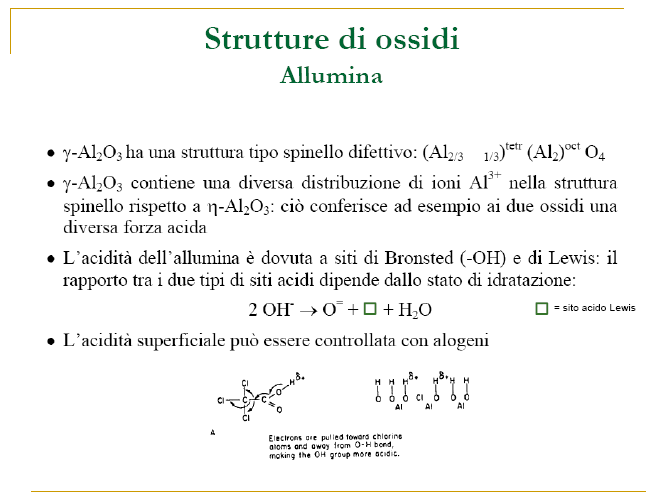 Strutture di ossidi
Allumina
• γ-Al₂O₃ ha una struttura tipo spinello difettivo: (Al₂/₃ ₁/₃)ᵗᵉᵗʳ (Al₂)ᵒᶜᵗ O₄
• γ-Al₂O₃ contiene una diversa distribuzione di ioni Al³⁺ nella struttura
spinello rispetto a η-Al₂O₃: ciò conferisce ad esempio ai due ossidi una
diversa forza acida
• L'acidità dell'allumina è dovuta a siti di Bronsted (-OH) e di Lewis: il
rapporto tra i due tipi di siti acidi dipende dallo stato di idratazione:
2 OH⁻ → O⁼ + □ + H₂O
□ = sito acido Lewis
• L'acidità superficiale può essere controllata con alogeni
Cl
Cl C C O H δ+
O
Cl
A
H H H δ+ H δ+ H H
O O O Cl O O O
Al Al Al
Electrons are pulled toward chlorine
atoms and away from O-H bond,
making the OH group more acidic.